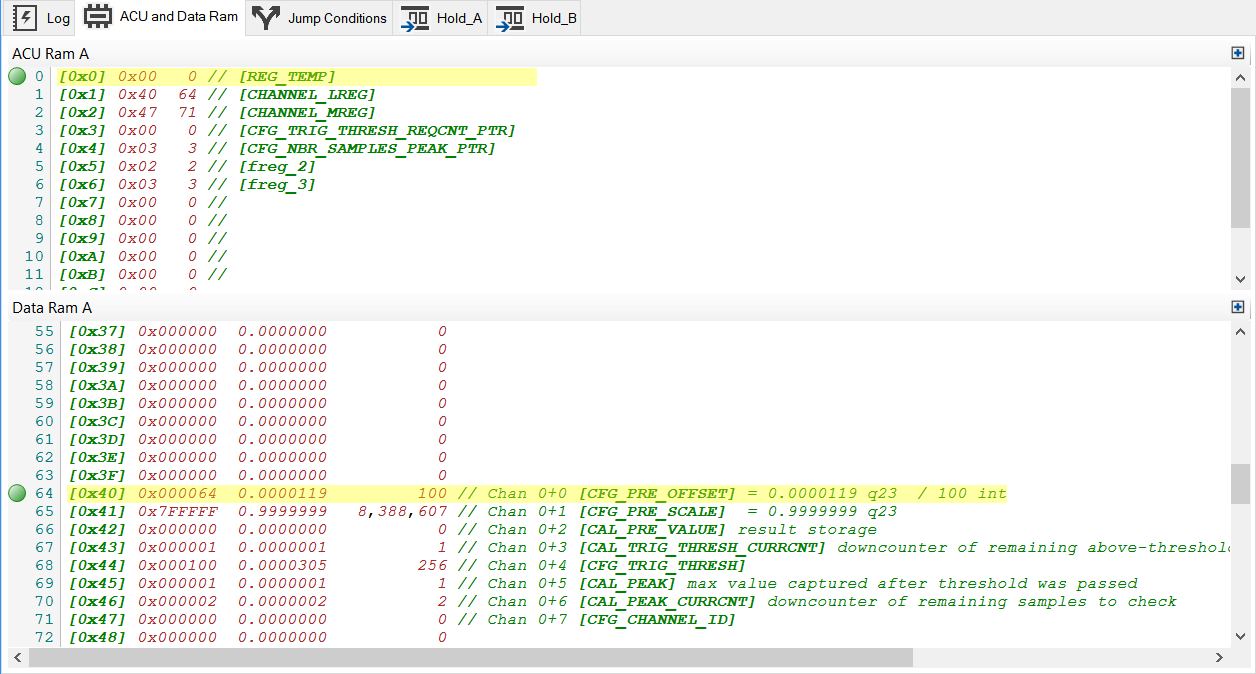 Log ACU and Data Ram Jump Conditions Hold_A Hold_B
ACU Ram A
0 [0x0] 0x00 0 // [REG_TEMP]
1 [0x1] 0x40 64 // [CHANNEL_LREG]
2 [0x2] 0x47 71 // [CHANNEL_MREG]
3 [0x3] 0x00 0 // [CFG_TRIG_THRESH_REQCNT_PTR]
4 [0x4] 0x03 3 // [CFG_NBR_SAMPLES_PEAK_PTR]
5 [0x5] 0x02 2 // [freg_2]
6 [0x6] 0x03 3 // [freg_3]
7 [0x7] 0x00 0 //
8 [0x8] 0x00 0 //
9 [0x9] 0x00 0 //
10 [0xA] 0x00 0 //
11 [0xB] 0x00 0 //
Data Ram A
55 [0x37] 0x000000 0.0000000 0
56 [0x38] 0x000000 0.0000000 0
57 [0x39] 0x000000 0.0000000 0
58 [0x3A] 0x000000 0.0000000 0
59 [0x3B] 0x000000 0.0000000 0
60 [0x3C] 0x000000 0.0000000 0
61 [0x3D] 0x000000 0.0000000 0
62 [0x3E] 0x000000 0.0000000 0
63 [0x3F] 0x000000 0.0000000 0
64 [0x40] 0x000064 0.0000119 100 // Chan 0+0 [CFG_PRE_OFFSET] = 0.0000119 q23 / 100 int
65 [0x41] 0x7FFFFF 0.9999999 8,388,607 // Chan 0+1 [CFG_PRE_SCALE] = 0.9999999 q23
66 [0x42] 0x000000 0.0000000 0 // Chan 0+2 [CAL_PRE_VALUE] result storage
67 [0x43] 0x000001 0.0000001 1 // Chan 0+3 [CAL_TRIG_THRESH_CURRCNT] downcounter of remaining above-threshol
68 [0x44] 0x000100 0.0000305 256 // Chan 0+4 [CFG_TRIG_THRESH]
69 [0x45] 0x000001 0.0000001 1 // Chan 0+5 [CAL_PEAK] max value captured after threshold was passed
70 [0x46] 0x000002 0.0000002 2 // Chan 0+6 [CAL_PEAK_CURRCNT] downcounter of remaining samples to check
71 [0x47] 0x000000 0.0000000 0 // Chan 0+7 [CFG_CHANNEL_ID]
72 [0x48] 0x000000 0.0000000 0